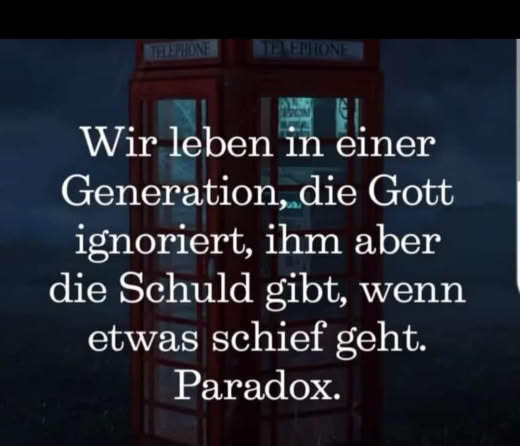 TELEPHONE TELEPHONE
Wir leben in einer
Generation, die Gott
ignoriert, ihm aber
die Schuld gibt, wenn
etwas schief geht.
Paradox.